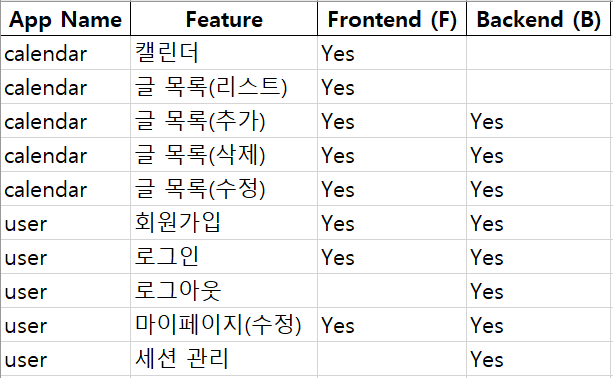 App Name Feature Frontend (F) Backend (B)
calendar 캘린더 Yes
calendar 글 목록(리스트) Yes
calendar 글 목록(추가) Yes Yes
calendar 글 목록(삭제) Yes Yes
calendar 글 목록(수정) Yes Yes
user 회원가입 Yes Yes
user 로그인 Yes Yes
user 로그아웃 Yes
user 마이페이지(수정) Yes Yes
user 세션 관리 Yes